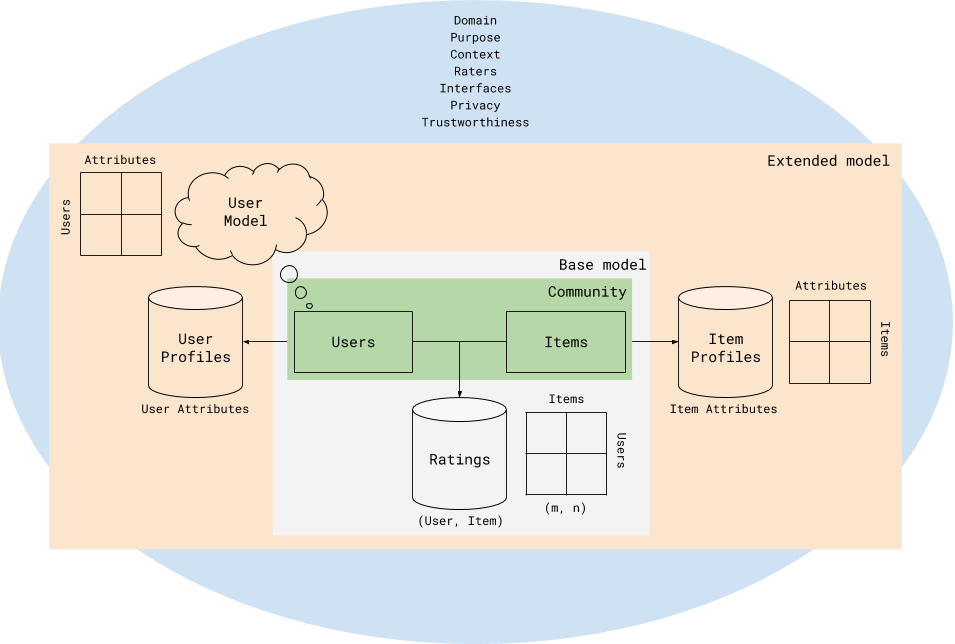 Domain
Purpose
Context
Raters
Interfaces
Privacy
Trustworthiness
Extended model
Attributes
Users
User
Model
Base model
Community
Users
Items
User
Profiles
User Attributes
Item
Profiles
Item Attributes
Attributes
Items
Ratings
(User, Item)
Items
Users
(m, n)